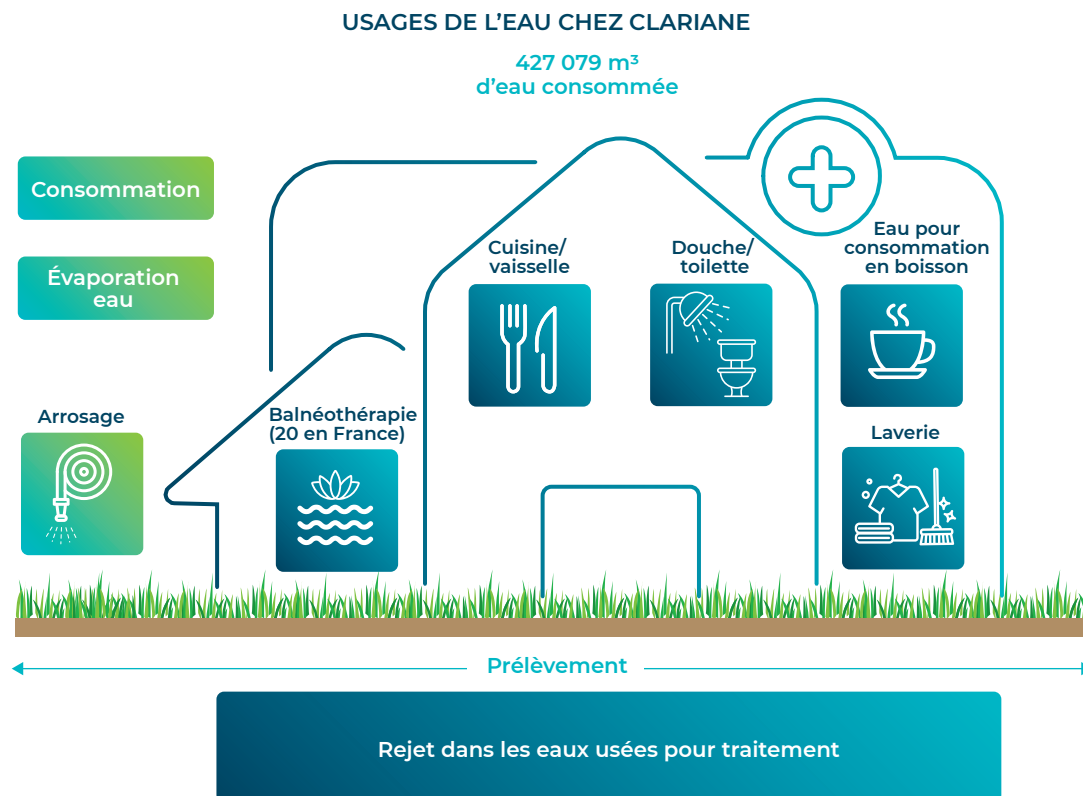 USAGES DE L'EAU CHEZ CLARIANE
427 079 m³
d'eau consommée
Consommation
Évaporation
eau
Cuisine/
vaisselle
Douche/
toilette
Eau pour
consommation
en boisson
Arrosage
Balnéothérapie
(20 en France)
Laverie
Prélèvement
Rejet dans les eaux usées pour traitement